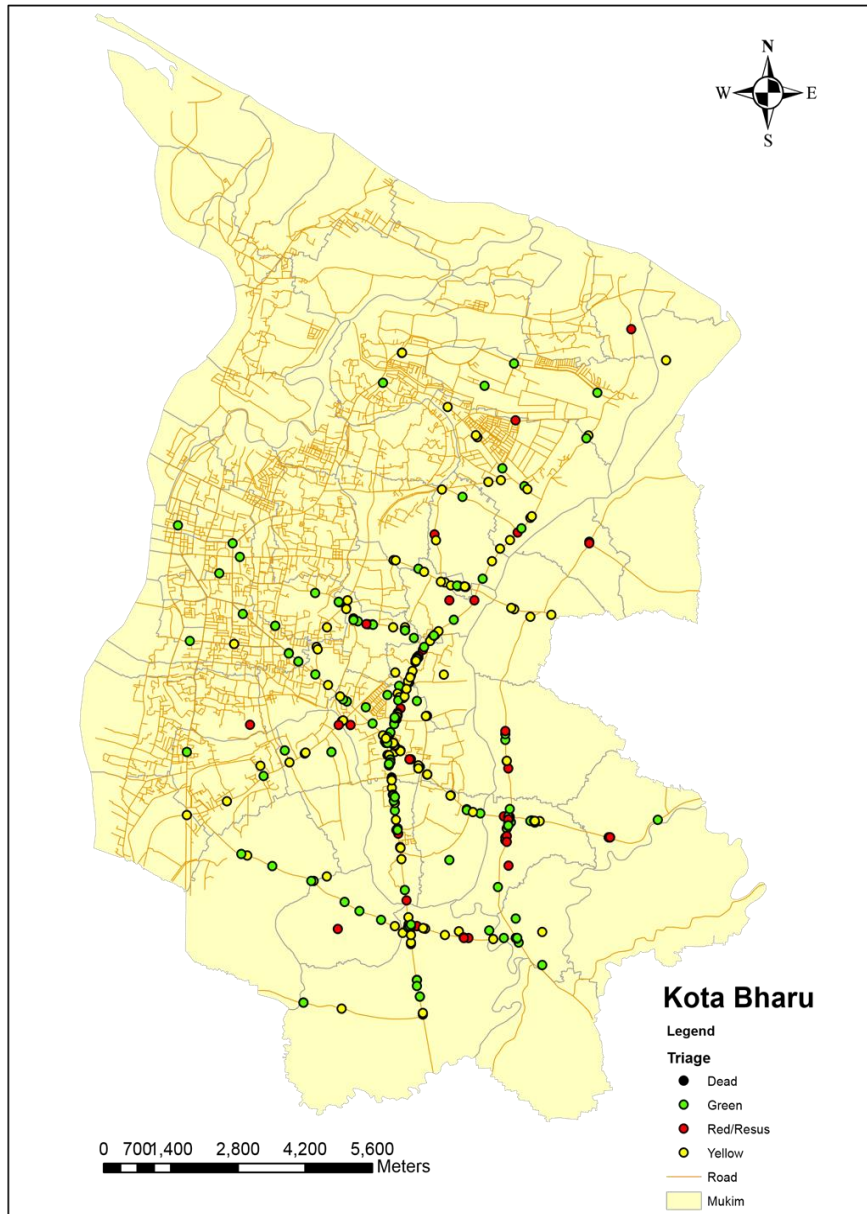 N
W E
S
Kota Bharu
Legend
Triage
Dead
Green
Red/Resus
Yellow
Road
Mukim
0 7001,400 2,800 4,200 5,600
Meters